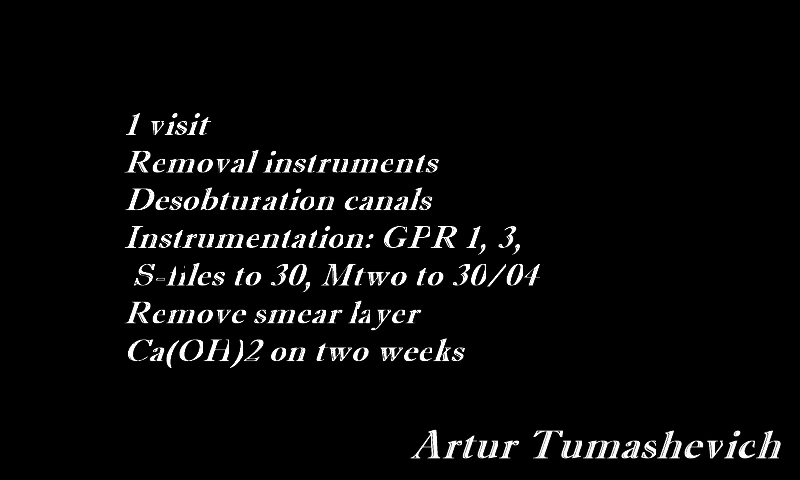 1 visit
Removal instruments
Desobturation canals
Instrumentation: GPR 1, 3,
S-files to 30, Mtwo to 30/04
Remove smear layer
Ca(OH)2 on two weeks
Artur Tumashevich